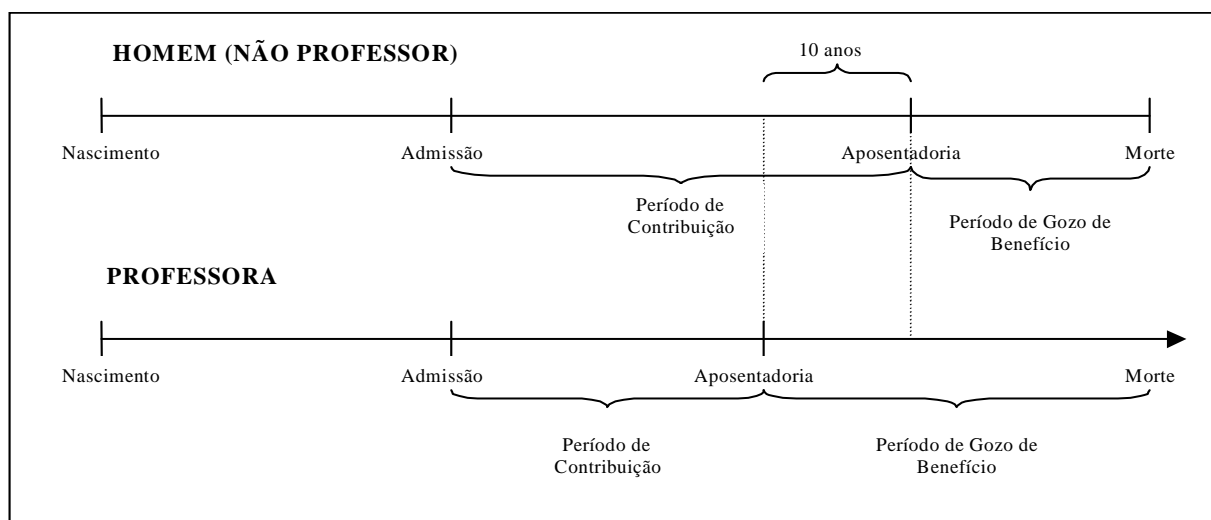 HOMEM (NÃO PROFESSOR)
10 anos
Nascimento
Admissão
Aposentadoria
Morte
Período de
Contribuição
Período de Gozo de
Benefício
PROFESSORA
Nascimento
Admissão
Aposentadoria
Morte
Período de
Contribuição
Período de Gozo de
Benefício